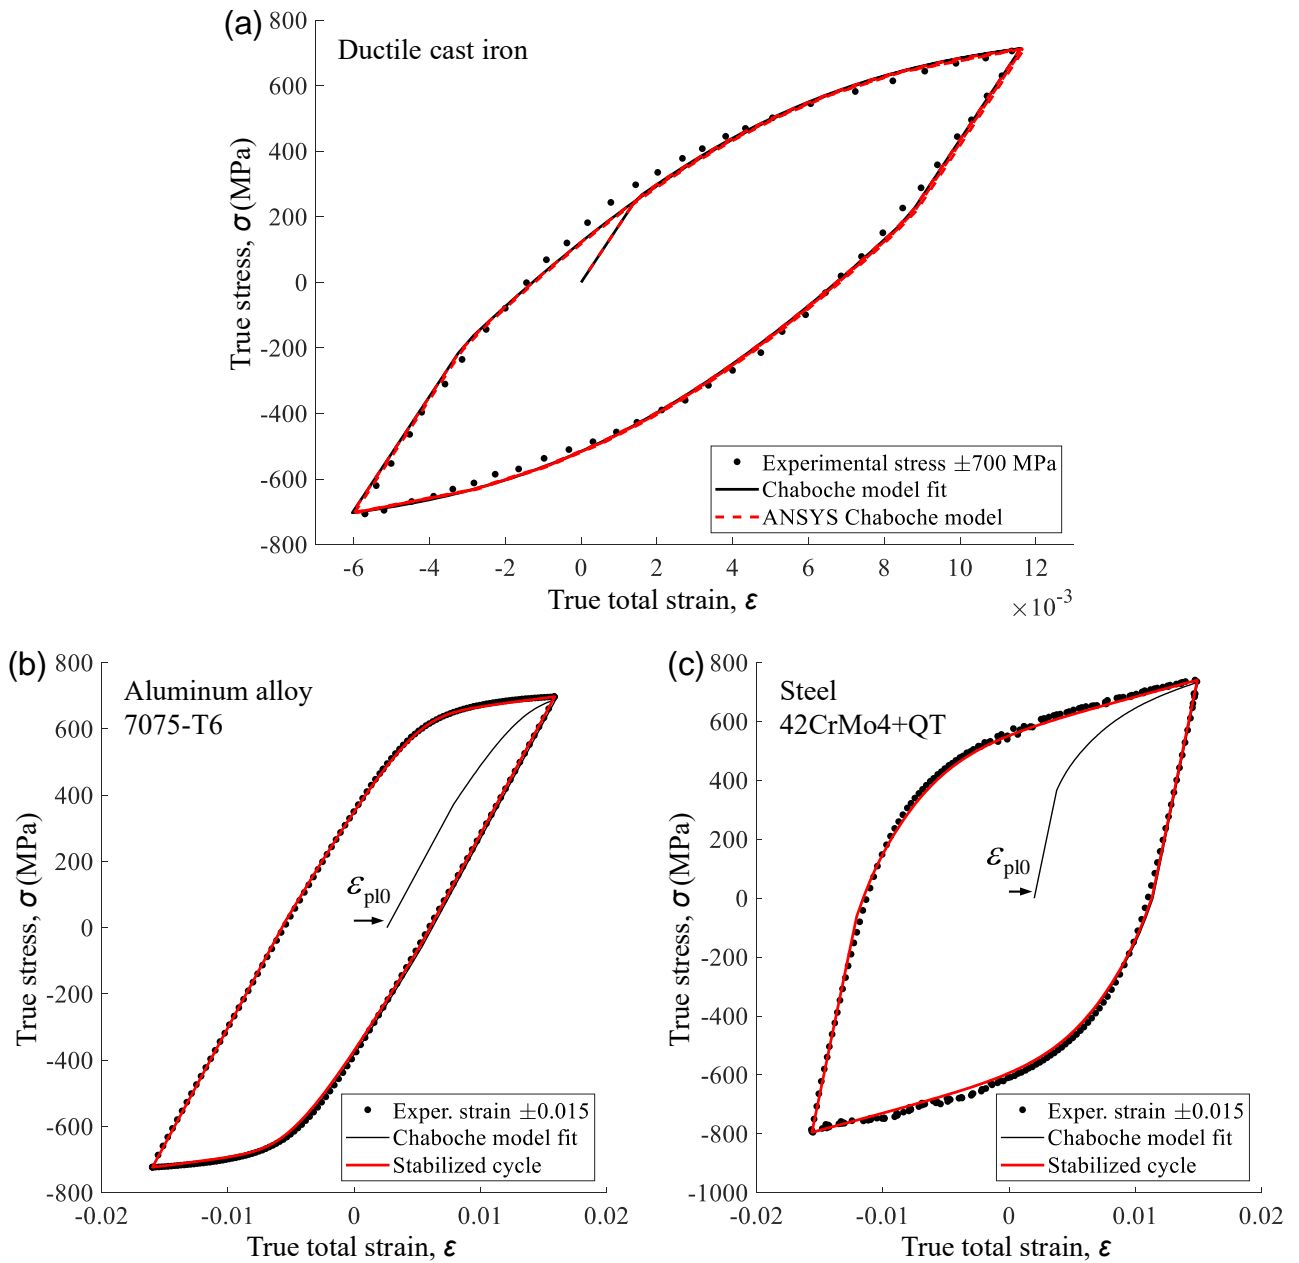 (a)
Ductile cast iron
800
600
400
200
0
-200
-400
-600
-800
True stress, σ (MPa)
Experimental stress ±700 MPa
Chaboche model fit
ANSYS Chaboche model
-6 -4 -2 0 2 4 6 8 10 12
True total strain, ε
×10⁻³
(b)
Aluminum alloy
7075-T6
800
600
400
200
0
-200
-400
-600
-800
True stress, σ (MPa)
εpl0
Exper. strain ±0.015
Chaboche model fit
Stabilized cycle
-0.02 -0.01 0 0.01 0.02
True total strain, ε
(c)
Steel
42CrMo4+QT
800
600
400
200
0
-200
-400
-600
-800
-1000
True stress, σ (MPa)
εpl0
Exper. strain ±0.015
Chaboche model fit
Stabilized cycle
-0.02 -0.01 0 0.01 0.02
True total strain, ε